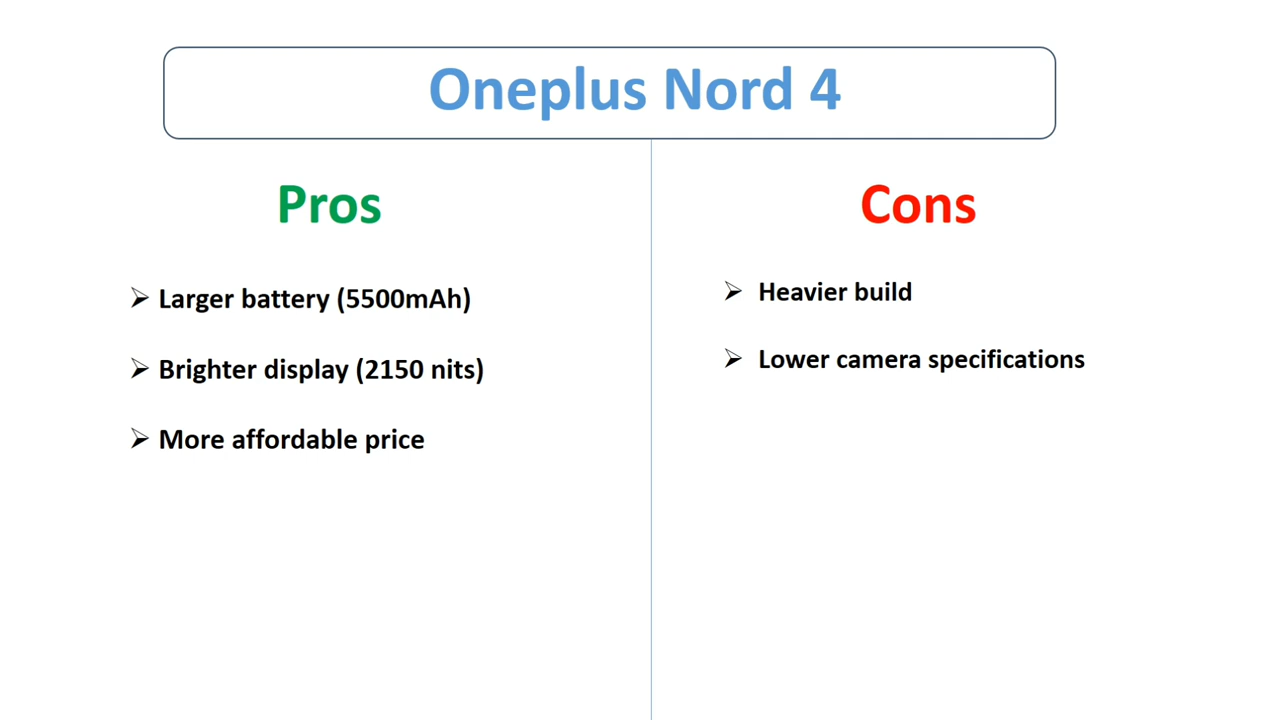 Oneplus Nord 4
Pros
Larger battery (5500mAh)
Brighter display (2150 nits)
More affordable price
Cons
Heavier build
Lower camera specifications